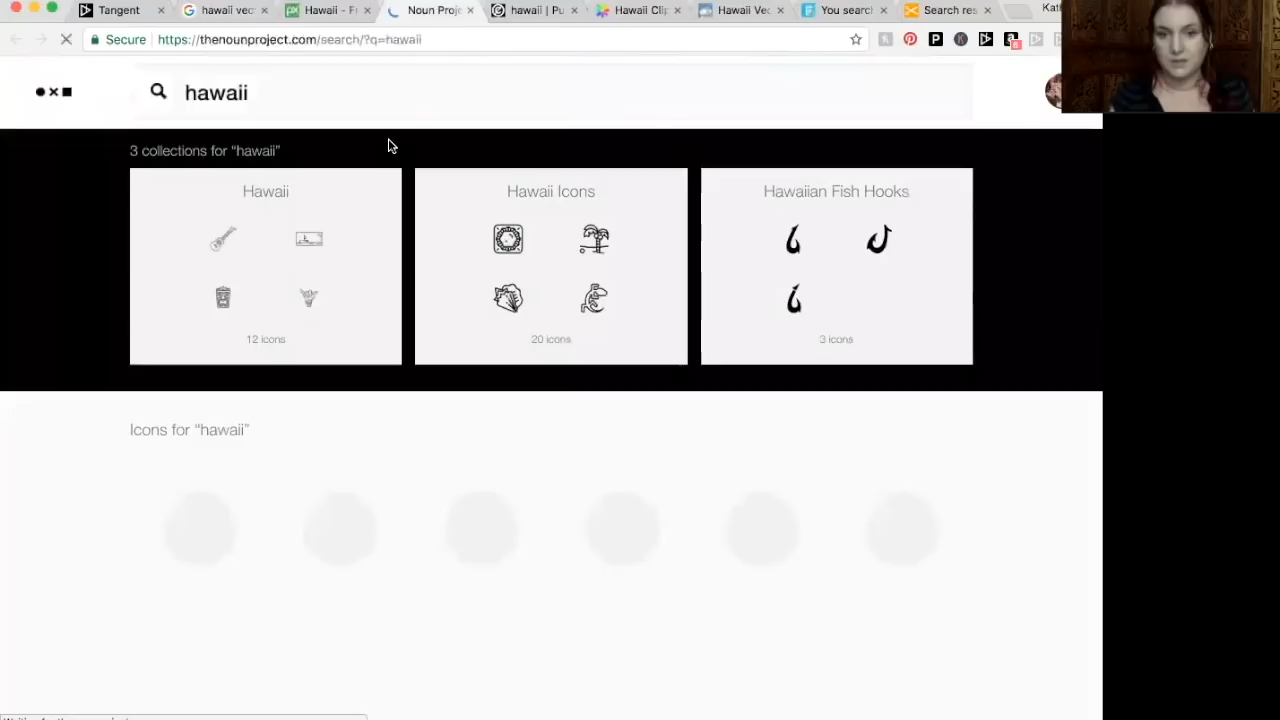 Tangent
hawaii vec
Hawaii - Fr
Noun Proje
hawaii | Pu
Hawaii Clip
Hawaii Vec
You search
Search res
Secure
https://thenounproject.com/search/?q=hawaii
hawaii
3 collections for “hawaii”
Hawaii
12 icons
Hawaii Icons
20 icons
Hawaiian Fish Hooks
3 icons
Icons for “hawaii”